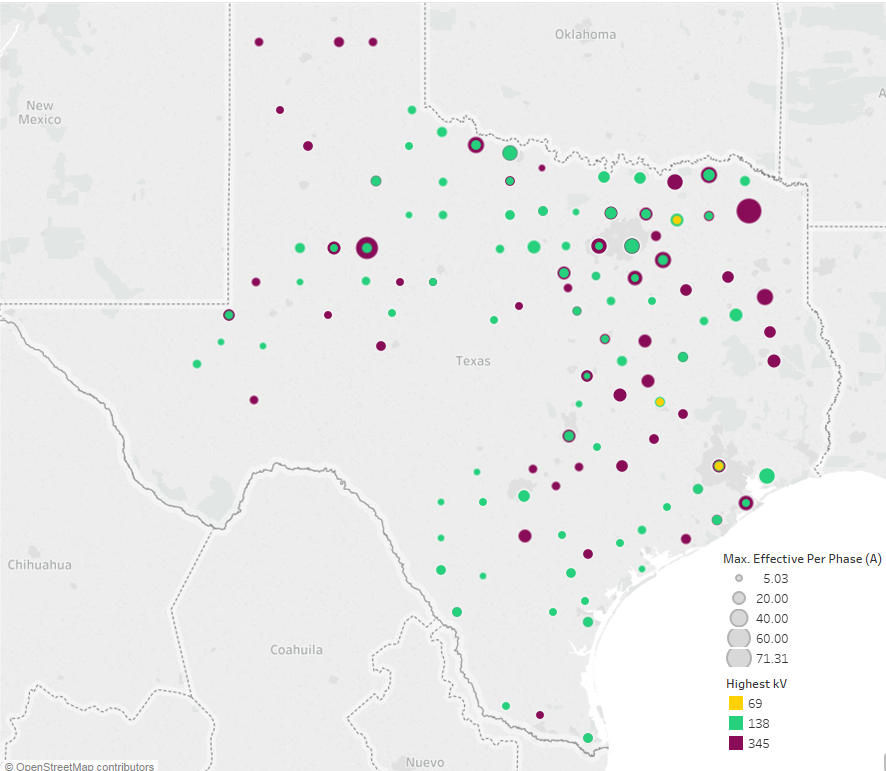 Oklahoma
New
Mexico
A
Texas
Chihuahua
Coahuila
Nuevo
Max. Effective Per Phase (A)
5.03
20.00
40.00
60.00
71.31
Highest kV
69
138
345
© OpenStreetMap contributors